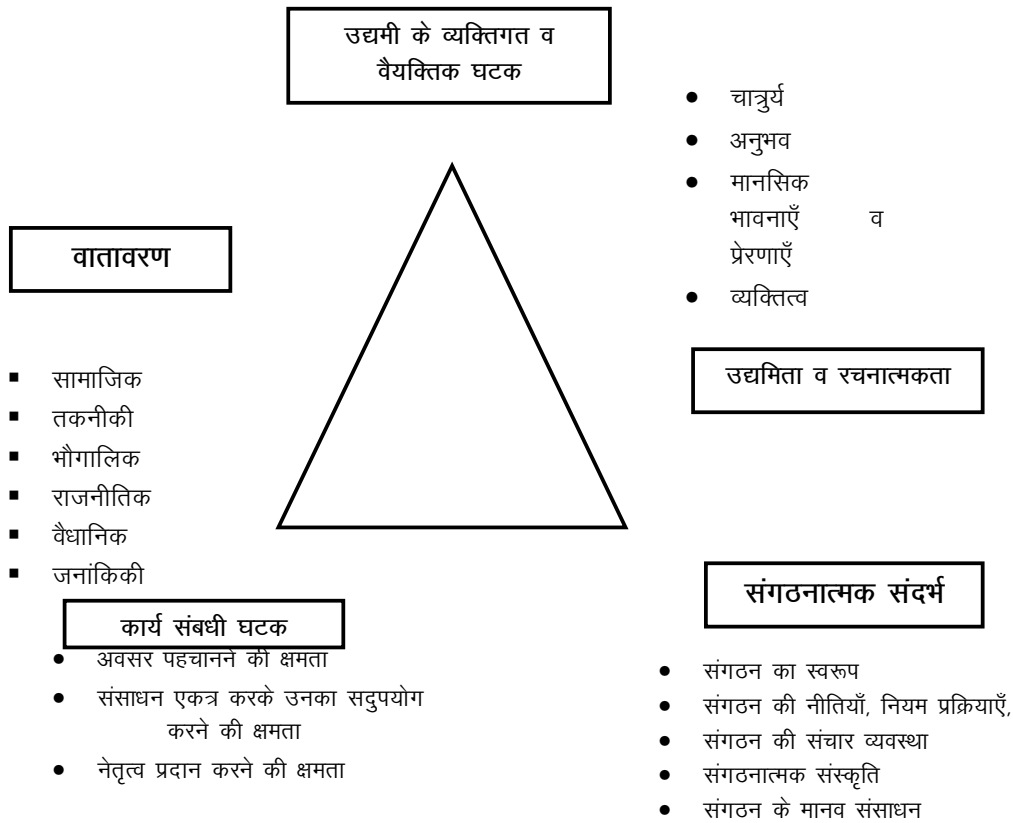 उद्यमी के व्यक्तिगत व
वैयक्तिक घटक
• चात्रुर्य
• अनुभव
• मानसिक
भावनाएँ व
प्रेरणाएँ
• व्यक्तित्व
वातावरण
उद्यमिता व रचनात्मकता
▪ सामाजिक
▪ तकनीकी
▪ भौगालिक
▪ राजनीतिक
▪ वैधानिक
▪ जनांकिकी
कार्य संबधी घटक
• अवसर पहचानने की क्षमता
• संसाधन एकत्र करके उनका सदुपयोग
करने की क्षमता
• नेतृत्व प्रदान करने की क्षमता
संगठनात्मक संदर्भ
• संगठन का स्वरूप
• संगठन की नीतियाँ, नियम प्रक्रियाएँ,
• संगठन की संचार व्यवस्था
• संगठनात्मक संस्कृति
• संगठन के मानव संसाधन